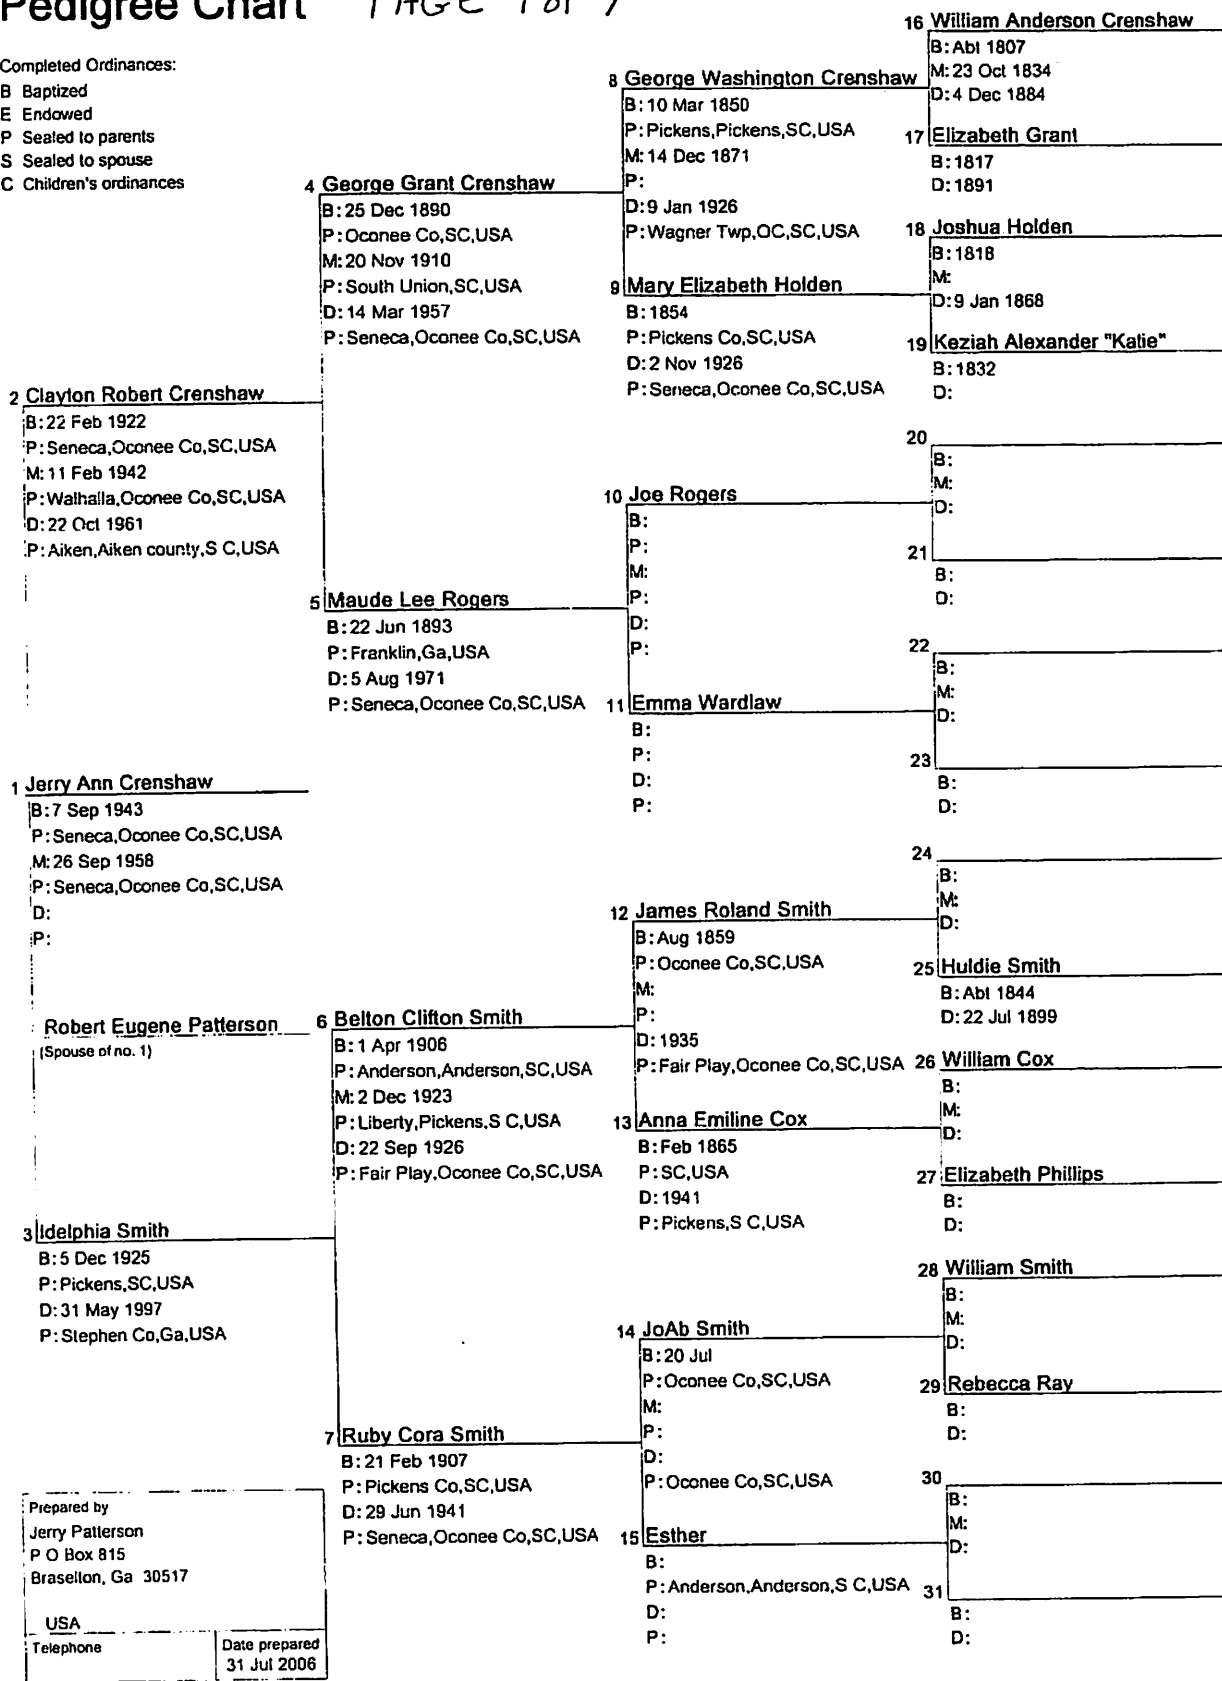 Pedigree Chart PAGE 1 of 7
Completed Ordinances:
B Baptized
E Endowed
P Sealed to parents
S Sealed to spouse
C Children's ordinances
1 Jerry Ann Crenshaw
B: 7 Sep 1943
P: Seneca,Oconee Co,SC,USA
M: 26 Sep 1958
P: Seneca,Oconee Co,SC,USA
D:
P:
Robert Eugene Patterson
(Spouse of no. 1)
2 Clayton Robert Crenshaw
B: 22 Feb 1922
P: Seneca,Oconee Co,SC,USA
M: 11 Feb 1942
P: Walhalla,Oconee Co,SC,USA
D: 22 Oct 1961
P: Aiken,Aiken county,S C,USA
3 Idelphia Smith
B: 5 Dec 1925
P: Pickens,SC,USA
D: 31 May 1997
P: Stephen Co,Ga,USA
4 George Grant Crenshaw
B: 25 Dec 1890
P: Oconee Co,SC,USA
M: 20 Nov 1910
P: South Union,SC,USA
D: 14 Mar 1957
P: Seneca,Oconee Co,SC,USA
5 Maude Lee Rogers
B: 22 Jun 1893
P: Franklin,Ga,USA
D: 5 Aug 1971
P: Seneca,Oconee Co,SC,USA
6 Belton Clifton Smith
B: 1 Apr 1906
P: Anderson,Anderson,SC,USA
M: 2 Dec 1923
P: Liberty,Pickens,S C,USA
D: 22 Sep 1926
P: Fair Play,Oconee Co,SC,USA
7 Ruby Cora Smith
B: 21 Feb 1907
P: Pickens Co,SC,USA
D: 29 Jun 1941
P: Seneca,Oconee Co,SC,USA
8 George Washington Crenshaw
B: 10 Mar 1850
P: Pickens,Pickens,SC,USA
M: 14 Dec 1871
P:
D: 9 Jan 1926
P: Wagner Twp,OC,SC,USA
9 Mary Elizabeth Holden
B: 1854
P: Pickens Co,SC,USA
D: 2 Nov 1926
P: Seneca,Oconee Co,SC,USA
10 Joe Rogers
B:
P:
M:
P:
D:
P:
11 Emma Wardlaw
B:
P:
D:
P:
12 James Roland Smith
B: Aug 1859
P: Oconee Co,SC,USA
M:
P:
D: 1935
P: Fair Play,Oconee Co,SC,USA
13 Anna Emiline Cox
B: Feb 1865
P: SC,USA
D: 1941
P: Pickens,S C,USA
14 JoAb Smith
B: 20 Jul
P: Oconee Co,SC,USA
M:
P:
D:
P: Oconee Co,SC,USA
15 Esther
B:
P: Anderson,Anderson,S C,USA
D:
P:
16 William Anderson Crenshaw
B: Abt 1807
M: 23 Oct 1834
D: 4 Dec 1884
17 Elizabeth Grant
B: 1817
D: 1891
18 Joshua Holden
B: 1818
M:
D: 9 Jan 1868
19 Keziah Alexander "Katie"
B: 1832
D:
20
B:
M:
D:
21
B:
D:
22
B:
M:
D:
23
B:
D:
24
B:
M:
D:
25 Huldie Smith
B: Abt 1844
D: 22 Jul 1899
26 William Cox
B:
M:
D:
27 Elizabeth Phillips
B:
D:
28 William Smith
B:
M:
D:
29 Rebecca Ray
B:
D:
30
B:
M:
D:
31
B:
D:
Prepared by
Jerry Patterson
P O Box 815
Braselton, Ga 30517
USA
Telephone
Date prepared
31 Jul 2006